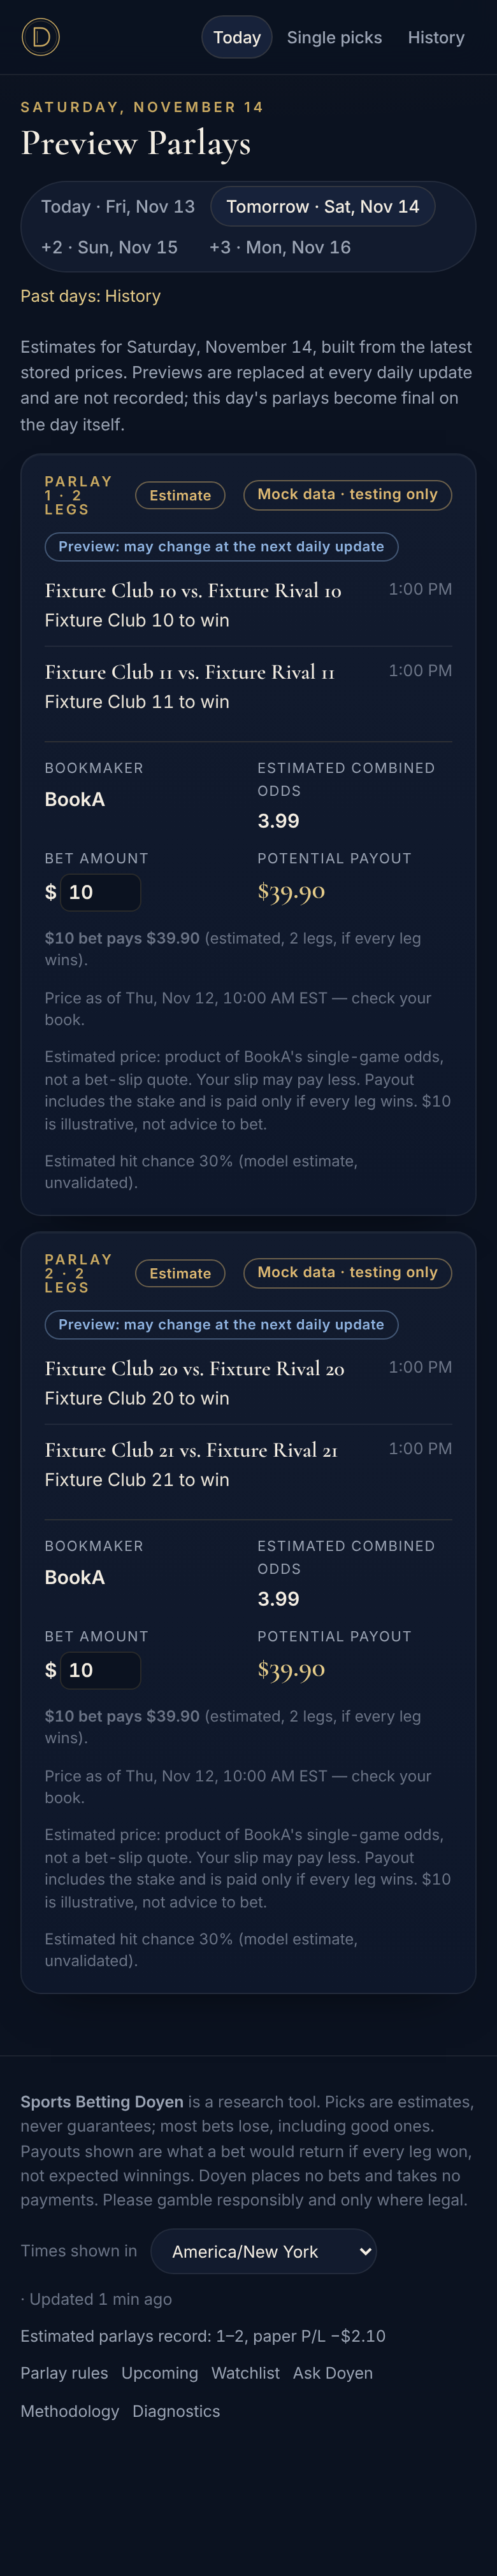 D
Today
Single picks
History
SATURDAY, NOVEMBER 14
Preview Parlays
Today · Fri, Nov 13
Tomorrow · Sat, Nov 14
+2 · Sun, Nov 15
+3 · Mon, Nov 16
Past days: History
Estimates for Saturday, November 14, built from the latest
stored prices. Previews are replaced at every daily update
and are not recorded; this day's parlays become final on
the day itself.
PARLAY
1 · 2
LEGS
Estimate
Mock data · testing only
Preview: may change at the next daily update
Fixture Club 10 vs. Fixture Rival 10
1:00 PM
Fixture Club 10 to win
Fixture Club 11 vs. Fixture Rival 11
1:00 PM
Fixture Club 11 to win
BOOKMAKER
BookA
ESTIMATED COMBINED
ODDS
3.99
BET AMOUNT
$ 10
POTENTIAL PAYOUT
$39.90
$10 bet pays $39.90 (estimated, 2 legs, if every leg
wins).
Price as of Thu, Nov 12, 10:00 AM EST — check your
book.
Estimated price: product of BookA's single-game odds,
not a bet-slip quote. Your slip may pay less. Payout
includes the stake and is paid only if every leg wins. $10
is illustrative, not advice to bet.
Estimated hit chance 30% (model estimate,
unvalidated).
PARLAY
2 · 2
LEGS
Estimate
Mock data · testing only
Preview: may change at the next daily update
Fixture Club 20 vs. Fixture Rival 20
1:00 PM
Fixture Club 20 to win
Fixture Club 21 vs. Fixture Rival 21
1:00 PM
Fixture Club 21 to win
BOOKMAKER
BookA
ESTIMATED COMBINED
ODDS
3.99
BET AMOUNT
$ 10
POTENTIAL PAYOUT
$39.90
$10 bet pays $39.90 (estimated, 2 legs, if every leg
wins).
Price as of Thu, Nov 12, 10:00 AM EST — check your
book.
Estimated price: product of BookA's single-game odds,
not a bet-slip quote. Your slip may pay less. Payout
includes the stake and is paid only if every leg wins. $10
is illustrative, not advice to bet.
Estimated hit chance 30% (model estimate,
unvalidated).
Sports Betting Doyen is a research tool. Picks are estimates,
never guarantees; most bets lose, including good ones.
Payouts shown are what a bet would return if every leg won,
not expected winnings. Doyen places no bets and takes no
payments. Please gamble responsibly and only where legal.
Times shown in
America/New York
· Updated 1 min ago
Estimated parlays record: 1–2, paper P/L −$2.10
Parlay rules
Upcoming
Watchlist
Ask Doyen
Methodology
Diagnostics